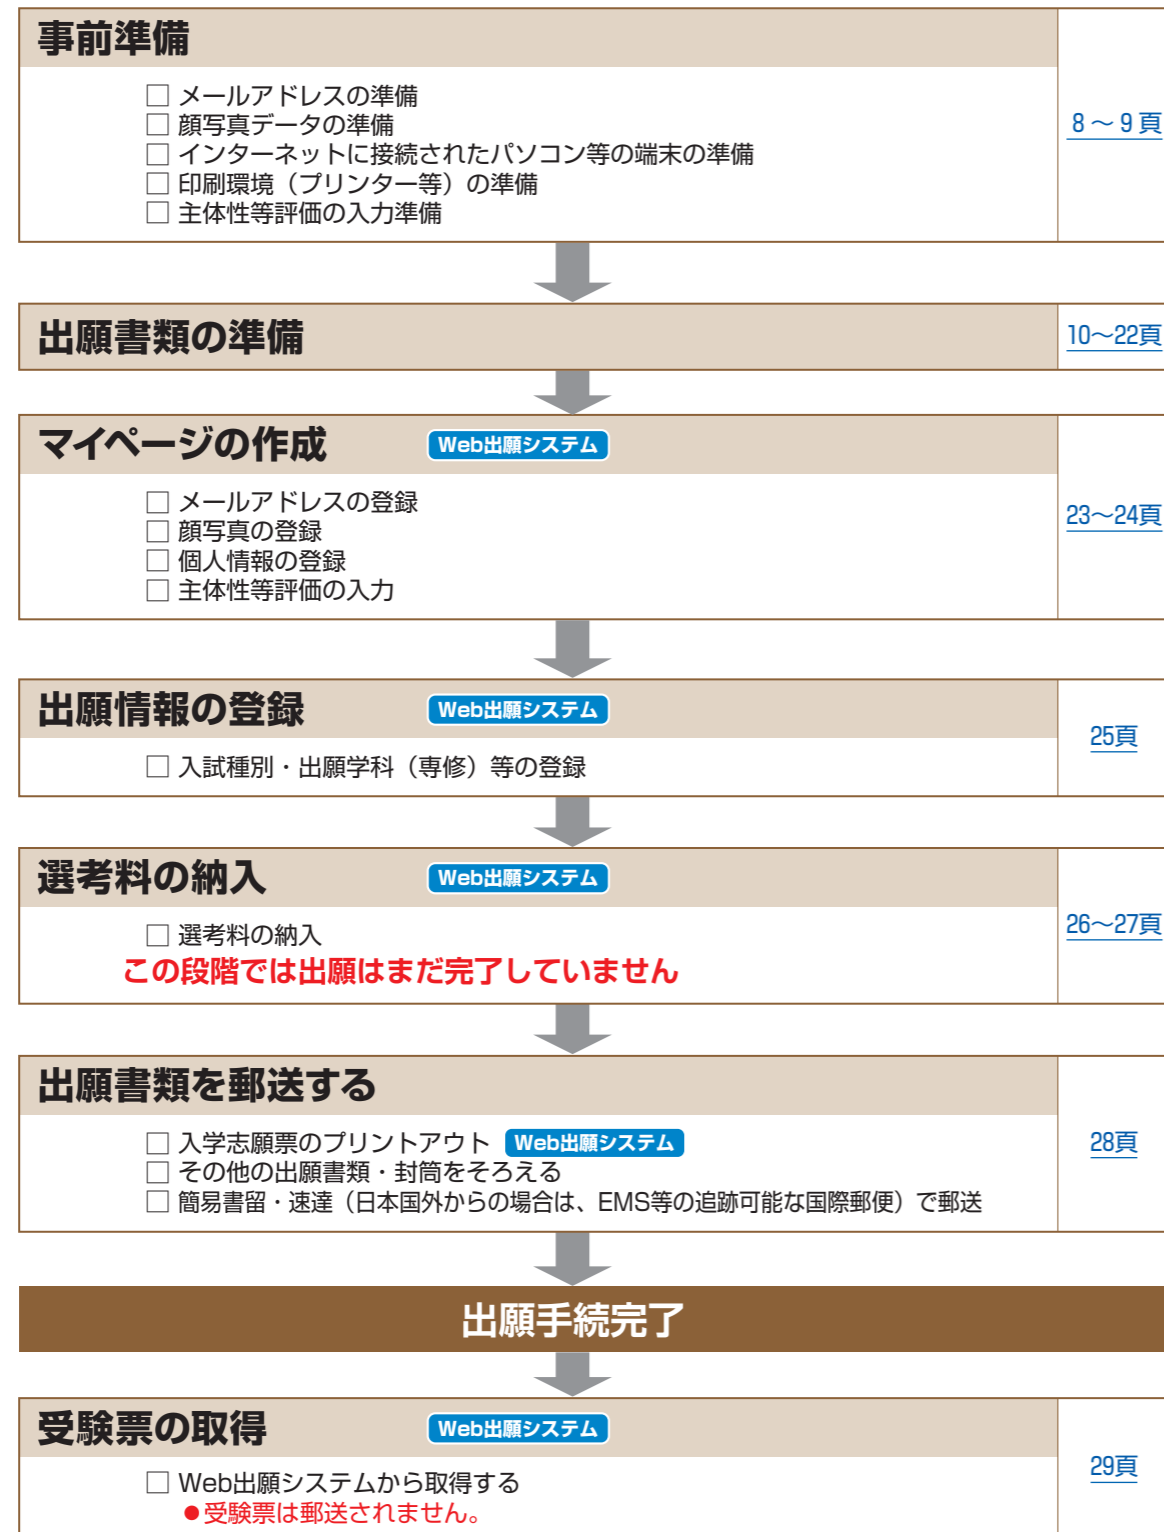 事前準備
□ メールアドレスの準備
□ 顔写真データの準備
□ インターネットに接続されたパソコン等の端末の準備
□ 印刷環境（プリンター等）の準備
□ 主体性等評価の入力準備
8～9頁
出願書類の準備
10～22頁
マイページの作成 Web出願システム
□ メールアドレスの登録
□ 顔写真の登録
□ 個人情報の登録
□ 主体性等評価の入力
23～24頁
出願情報の登録 Web出願システム
□ 入試種別・出願学科（専修）等の登録
25頁
選考料の納入 Web出願システム
□ 選考料の納入
この段階では出願はまだ完了していません
26～27頁
出願書類を郵送する
□ 入学志願票のプリントアウト Web出願システム
□ その他の出願書類・封筒をそろえる
□ 簡易書留・速達（日本国外からの場合は、EMS等の追跡可能な国際郵便）で郵送
28頁
出願手続完了
受験票の取得 Web出願システム
□ Web出願システムから取得する
●受験票は郵送されません。
29頁